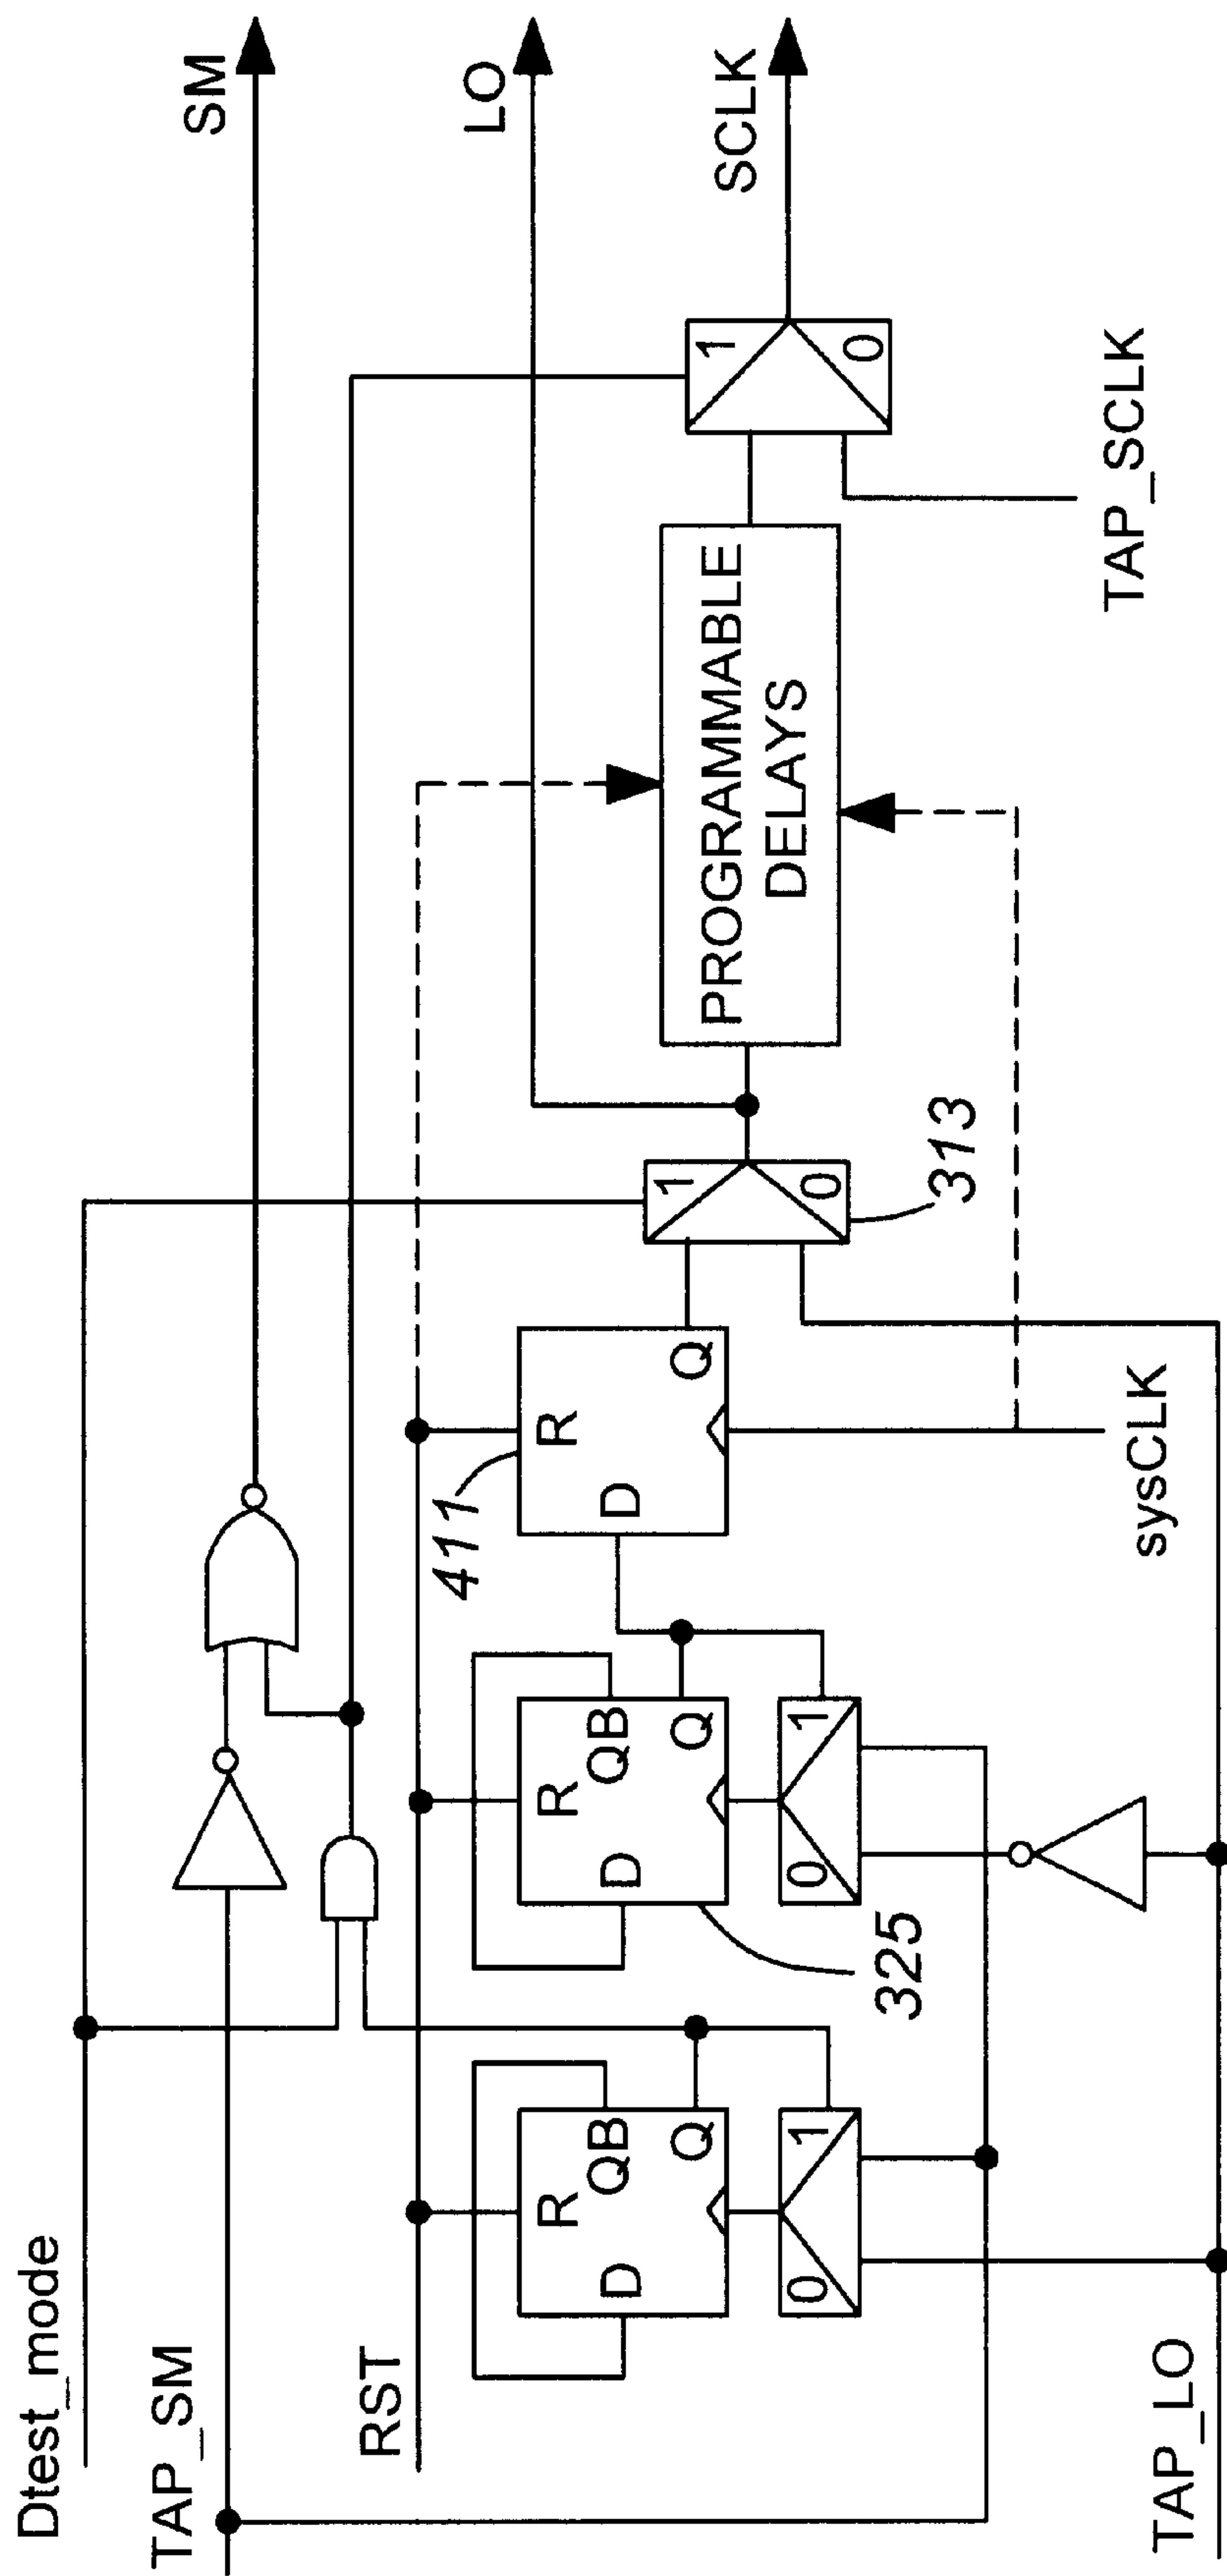 Dtest_mode
TAP_SM
RST
TAP_LO
SM
LO
SCLK
R
D
QB
Q
0
1
R
D
QB
Q
0
1
325
411
R
D
Q
1
0
313
sysCLK
PROGRAMMABLE
DELAYS
1
0
TAP_SCLK